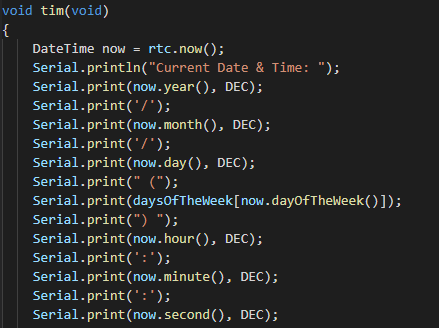 void tim(void)
{
    DateTime now = rtc.now();
    Serial.println("Current Date & Time: ");
    Serial.print(now.year(), DEC);
    Serial.print('/');
    Serial.print(now.month(), DEC);
    Serial.print('/');
    Serial.print(now.day(), DEC);
    Serial.print(" (");
    Serial.print(daysOfTheWeek[now.dayOfTheWeek()]);
    Serial.print(") ");
    Serial.print(now.hour(), DEC);
    Serial.print(':');
    Serial.print(now.minute(), DEC);
    Serial.print(':');
    Serial.print(now.second(), DEC);